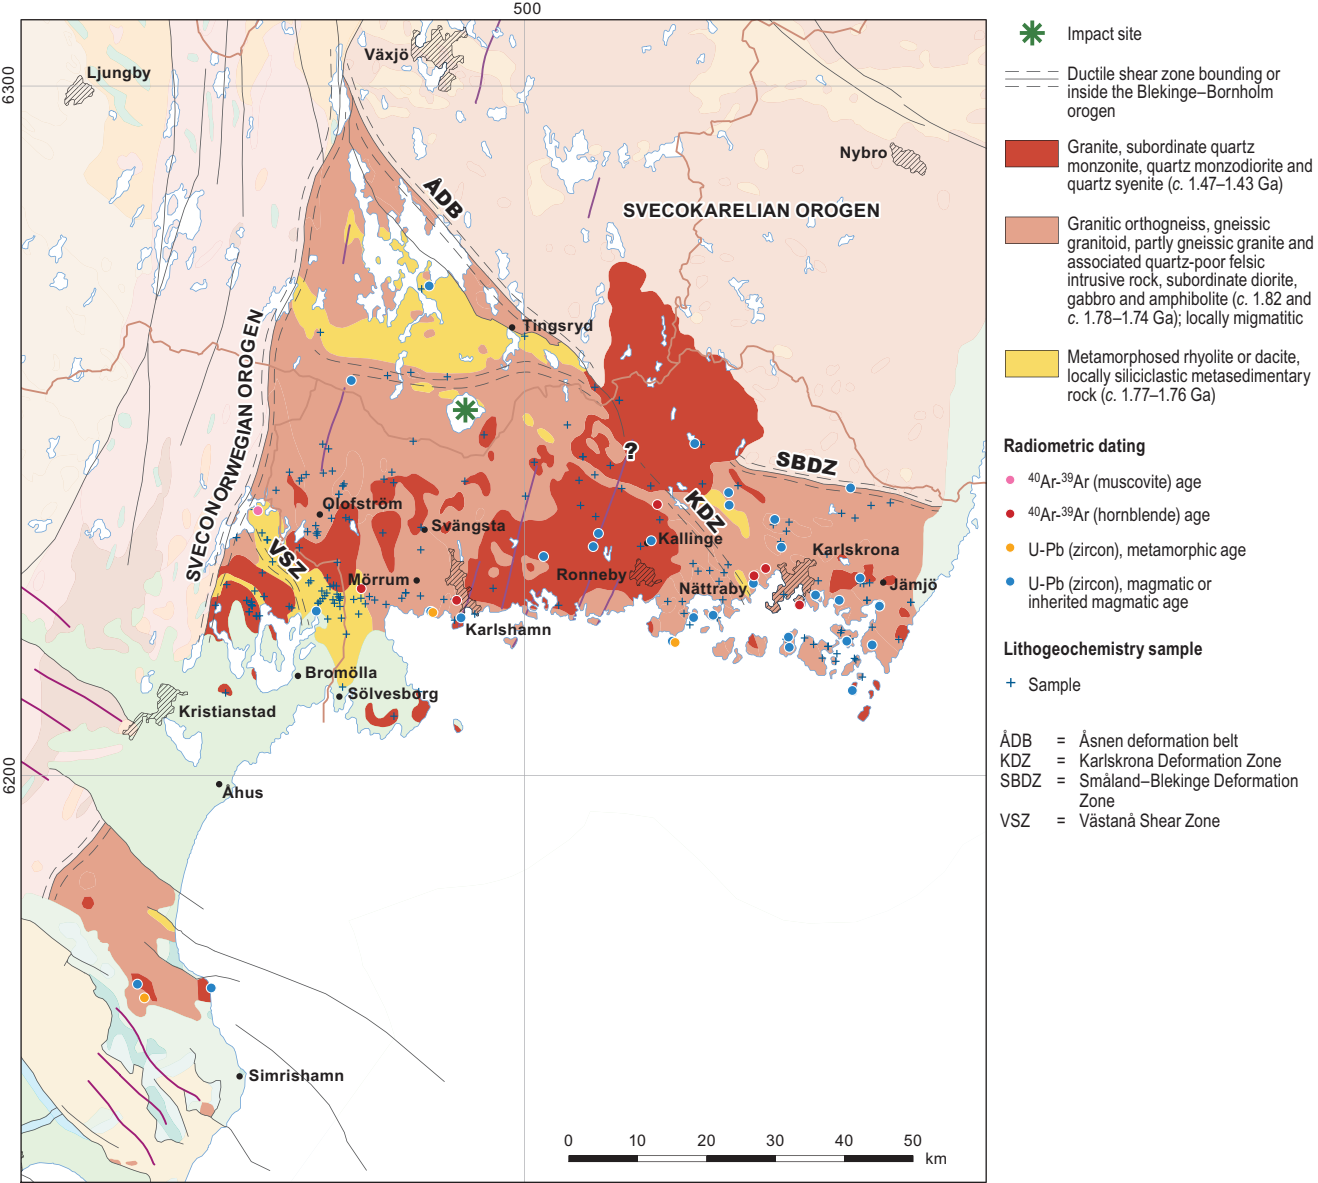 500
6300
6200
Växjö
Ljungby
Nybro
ÅDB
SVECOKARELIAN OROGEN
Tingsryd
SVECONORWEGIAN OROGEN
?
SBDZ
KDZ
Olofström
Svängsta
VSZ
Kallinge
Karlskrona
Mörrum
Ronneby
Nättraby
Jämjö
Karlshamn
Bromölla
Sölvesborg
Kristianstad
Åhus
Simrishamn
0 10 20 30 40 50
km
Impact site
Ductile shear zone bounding or
inside the Blekinge–Bornholm
orogen
Granite, subordinate quartz
monzonite, quartz monzodiorite and
quartz syenite (c. 1.47–1.43 Ga)
Granitic orthogneiss, gneissic
granitoid, partly gneissic granite and
associated quartz-poor felsic
intrusive rock, subordinate diorite,
gabbro and amphibolite (c. 1.82 and
c. 1.78–1.74 Ga); locally migmatitic
Metamorphosed rhyolite or dacite,
locally siliciclastic metasedimentary
rock (c. 1.77–1.76 Ga)
Radiometric dating
⁴⁰Ar-³⁹Ar (muscovite) age
⁴⁰Ar-³⁹Ar (hornblende) age
U-Pb (zircon), metamorphic age
U-Pb (zircon), magmatic or
inherited magmatic age
Lithogeochemistry sample
Sample
ÅDB = Åsnen deformation belt
KDZ = Karlskrona Deformation Zone
SBDZ = Småland–Blekinge Deformation
Zone
VSZ = Västanå Shear Zone